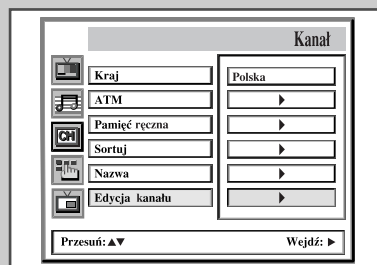 Kanał
Kraj Polska
ATM
Pamięć ręczna
CH
Sortuj
Nazwa
Edycja kanału
Przesuń:▲▼ Wejdź: ▶